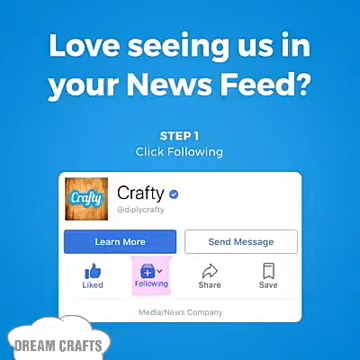 Love seeing us in
your News Feed?
STEP 1
Click Following
Crafty
Crafty
@diplycrafty
Learn More
Send Message
Liked
Following
Share
Save
Media/News Company
DREAM CRAFTS